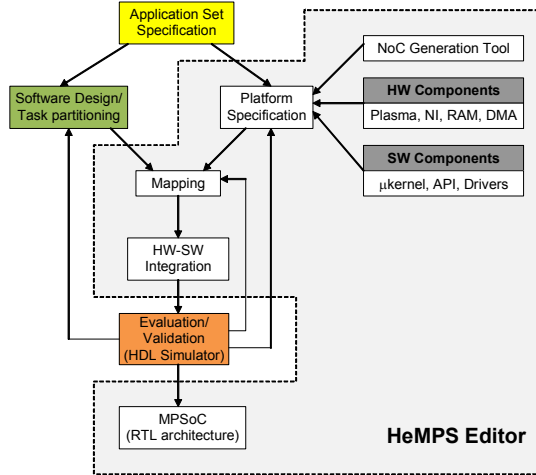 Application Set
Specification
NoC Generation Tool
Software Design/
Task partitioning
Platform
Specification
HW Components
Plasma, NI, RAM, DMA
SW Components
μkernel, API, Drivers
Mapping
HW-SW
Integration
Evaluation/
Validation
(HDL Simulator)
MPSoC
(RTL architecture)
HeMPS Editor